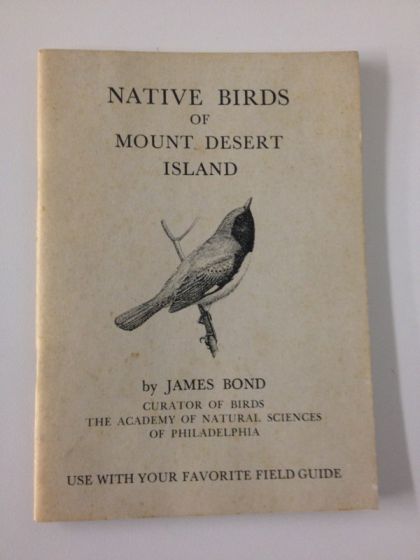 NATIVE BIRDS
OF
MOUNT DESERT
ISLAND
by JAMES BOND
CURATOR OF BIRDS
THE ACADEMY OF NATURAL SCIENCES
OF PHILADELPHIA
USE WITH YOUR FAVORITE FIELD GUIDE